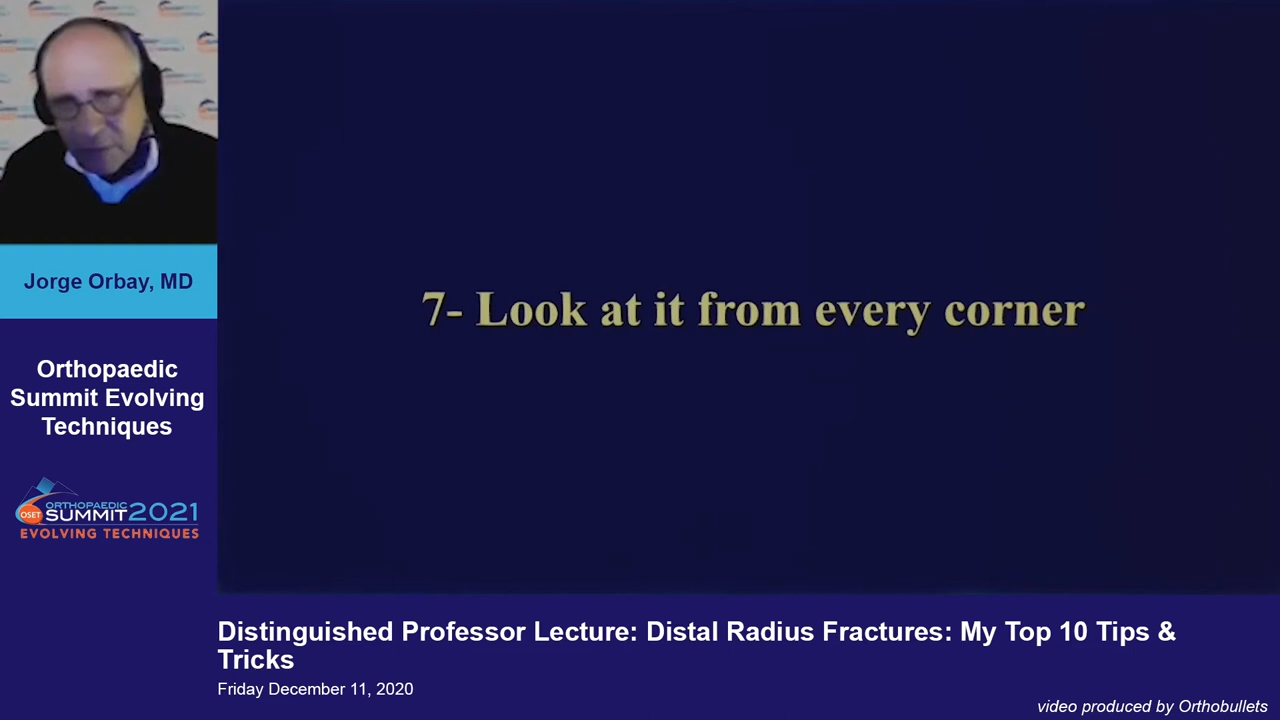 7- Look at it from every corner
Jorge Orbay, MD
Orthopaedic
Summit Evolving
Techniques
OSET
ORTHOPAEDIC
SUMMIT 2021
EVOLVING TECHNIQUES
Distinguished Professor Lecture: Distal Radius Fractures: My Top 10 Tips &
Tricks
Friday December 11, 2020
video produced by Orthobullets